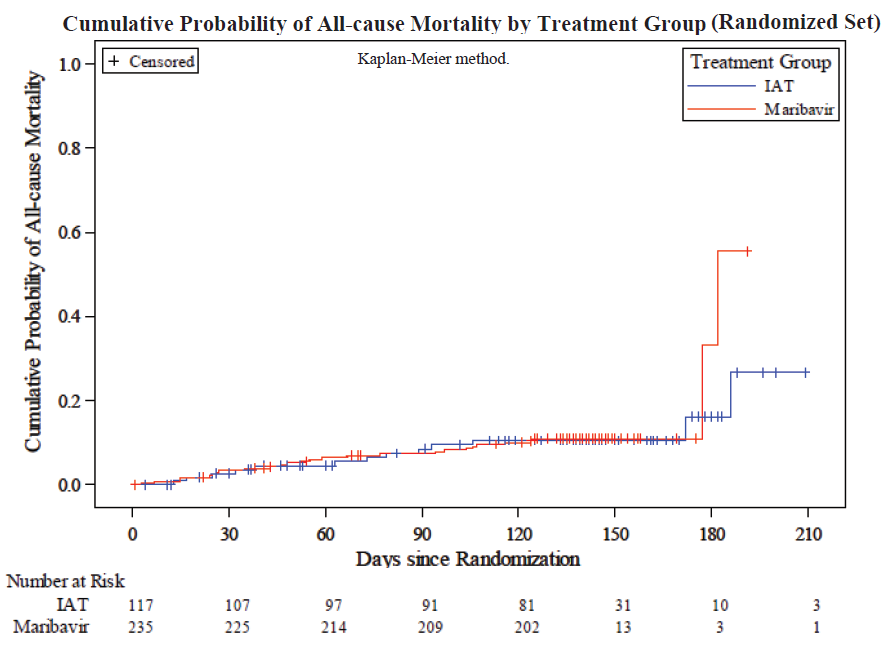 Cumulative Probability of All-cause Mortality by Treatment Group (Randomized Set)
+ Censored
Kaplan-Meier method.
Treatment Group
IAT
Maribavir
Cumulative Probability of All-cause Mortality
1.0
0.8
0.6
0.4
0.2
0.0
0 30 60 90 120 150 180 210
Days since Randomization
Number at Risk
IAT 117 107 97 91 81 31 10 3
Maribavir 235 225 214 209 202 13 3 1